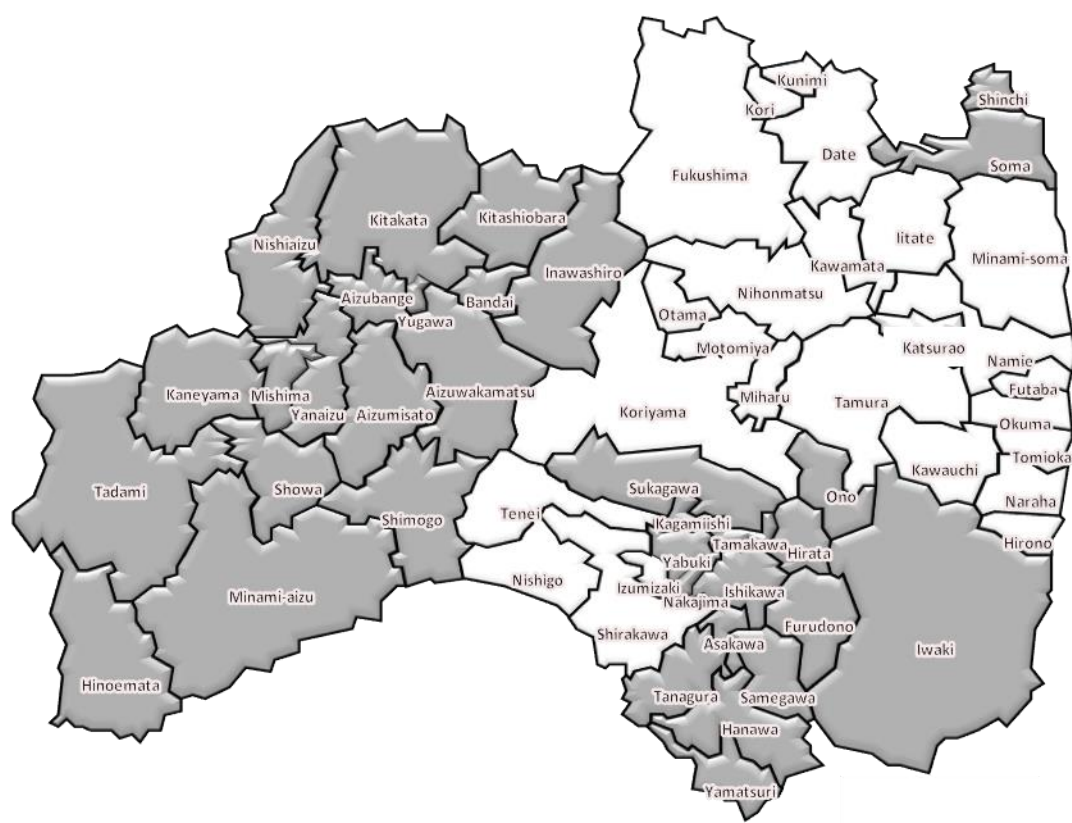 Kunimi
Shinchi
Kori
Date
Soma
Fukushima
Kitakata
Kitashiobara
Nishiaizu
Iitate
Minami-soma
Kawamata
Inawashiro
Nihonmatsu
Aizubange
Bandai
Otama
Yugawa
Motomiya
Katsurao
Namie
Futaba
Kaneyama
Mishima
Aizuwakamatsu
Miharu
Tamura
Yanaizu
Aizumisato
Koriyama
Okuma
Tomioka
Kawauchi
Tadami
Showa
Sukagawa
Ono
Naraha
Shimogo
Tenei
Kagamiishi
Hirono
Tamakawa
Hirata
Yabuki
Nishigo
Izumizaki
Ishikawa
Minami-aizu
Nakajima
Furudono
Shirakawa
Asakawa
Iwaki
Hinoemata
Tanagura
Samegawa
Hanawa
Yamatsuri